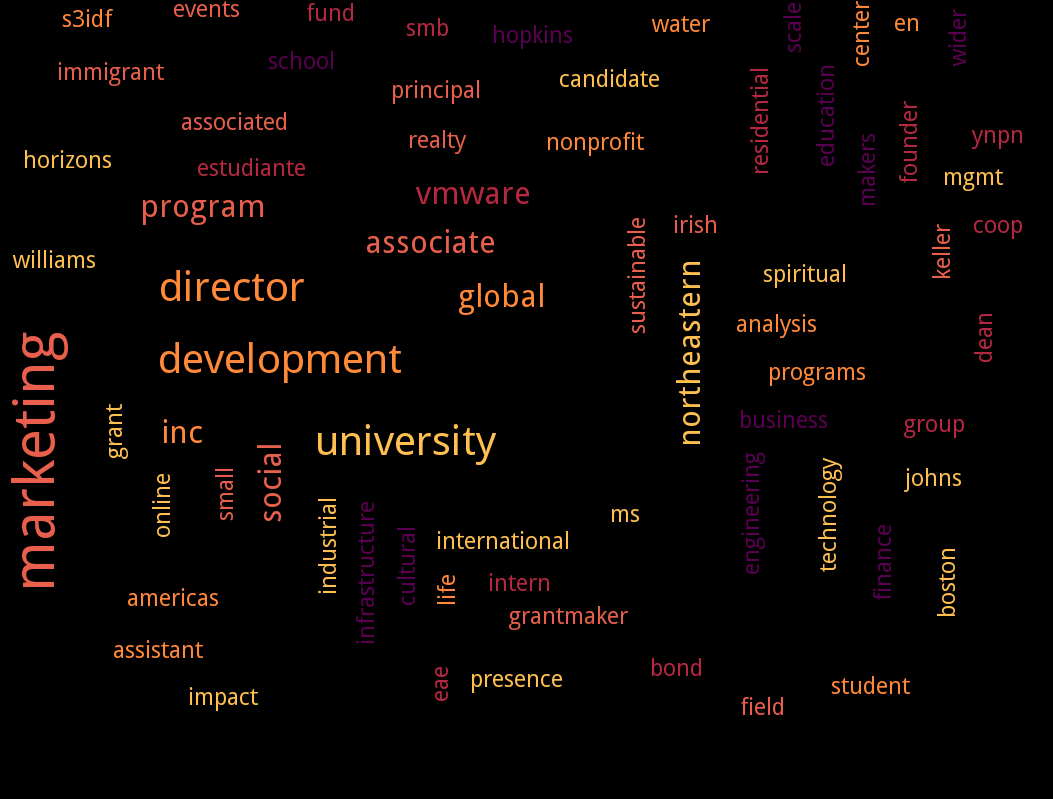 s3idf
events
fund
smb
hopkins
water
scale
center
en
wider
immigrant
school
principal
candidate
residential
education
associated
realty
nonprofit
makers
founder
ynpn
horizons
estudiante
vmware
mgmt
program
associate
sustainable
irish
keller
coop
williams
director
global
northeastern
spiritual
analysis
dean
marketing
development
programs
grant
inc
university
business
group
online
small
social
industrial
infrastructure
cultural
international
ms
engineering
technology
johns
finance
boston
americas
life
intern
grantmaker
assistant
impact
eae
presence
bond
field
student